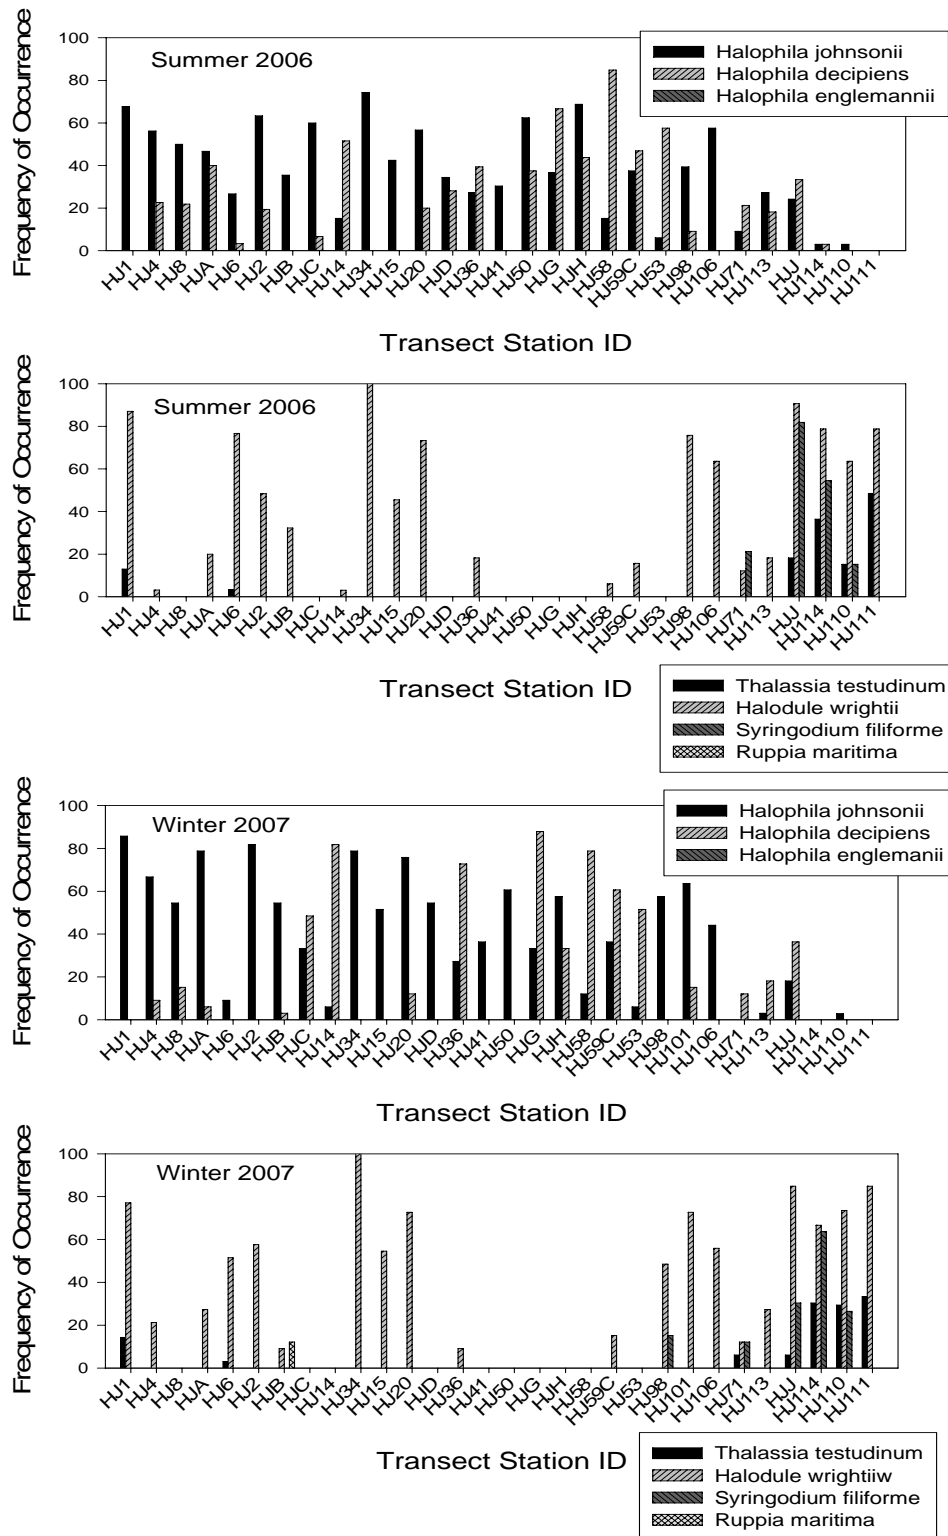 Summer 2006
Halophila johnsonii
Halophila decipiens
Halophila englemannii
Frequency of Occurrence
100
80
60
40
20
0
HJ1 HJ4 HJ8 HJA HJ6 HJ2 HJB HJC HJ14 HJ34 HJ15 HJ20 HJD HJ36 HJ41 HJ50 HJG HJH HJ58 HJ59C HJ53 HJ98 HJ106 HJ71 HJ113 HJJ HJ114 HJ110 HJ111
Transect Station ID
Summer 2006
Frequency of Occurrence
100
80
60
40
20
0
HJ1 HJ4 HJ8 HJA HJ6 HJ2 HJB HJC HJ14 HJ34 HJ15 HJ20 HJD HJ36 HJ41 HJ50 HJG HJH HJ58 HJ59C HJ53 HJ98 HJ106 HJ71 HJ113 HJJ HJ114 HJ110 HJ111
Transect Station ID
Thalassia testudinum
Halodule wrightii
Syringodium filiforme
Ruppia maritima
Winter 2007
Halophila johnsonii
Halophila decipiens
Halophila englemanii
Frequency of Occurrence
100
80
60
40
20
0
HJ1 HJ4 HJ8 HJA HJ6 HJ2 HJB HJC HJ14 HJ34 HJ15 HJ20 HJD HJ36 HJ41 HJ50 HJG HJH HJ58 HJ59C HJ53 HJ98 HJ101 HJ106 HJ71 HJ113 HJJ HJ114 HJ110 HJ111
Transect Station ID
Winter 2007
Frequency of Occurrence
100
80
60
40
20
0
HJ1 HJ4 HJ8 HJA HJ6 HJ2 HJB HJC HJ14 HJ34 HJ15 HJ20 HJD HJ36 HJ41 HJ50 HJG HJH HJ58 HJ59C HJ53 HJ98 HJ101 HJ106 HJ71 HJ113 HJJ HJ114 HJ110 HJ111
Transect Station ID
Thalassia testudinum
Halodule wrightiiw
Syringodium filiforme
Ruppia maritima